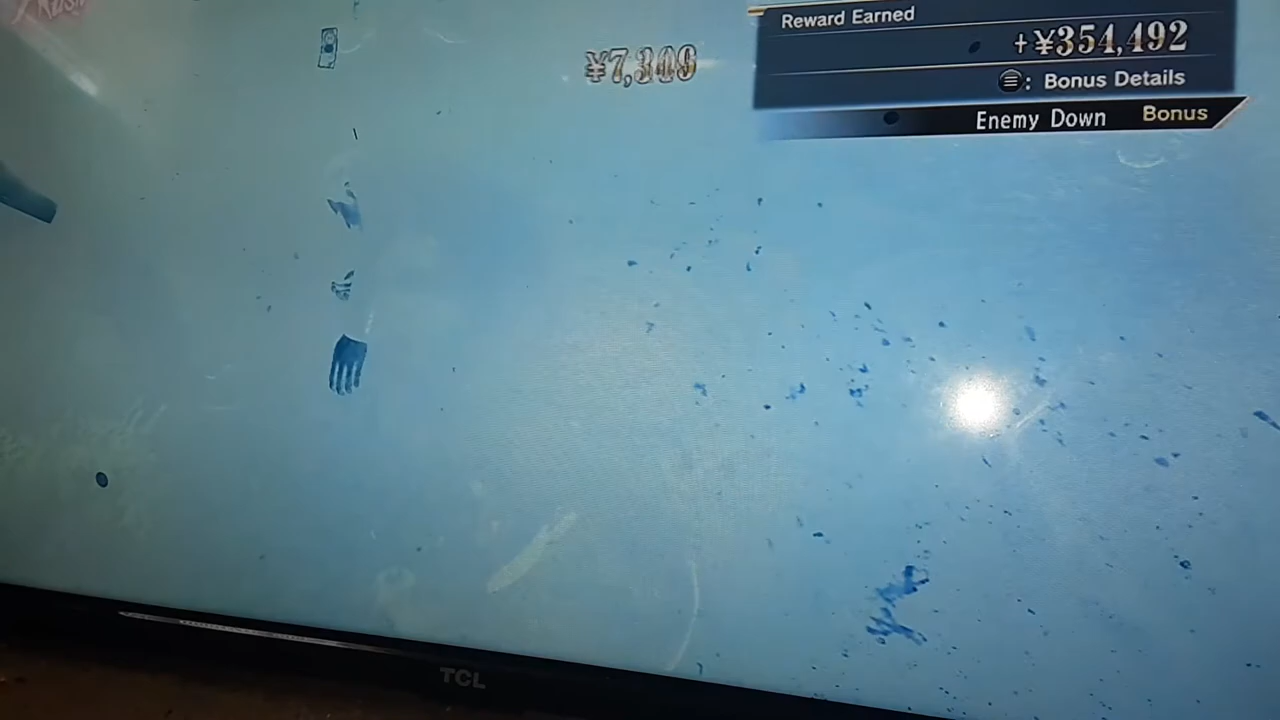 Reward Earned
+¥354,492
¥7,309
: Bonus Details
Enemy Down Bonus
TCL